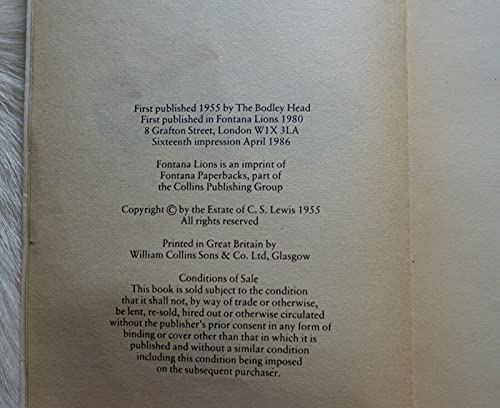 First published 1955 by The Bodley Head
First published in Fontana Lions 1980
8 Grafton Street, London W1X 3LA
Sixteenth impression April 1986
Fontana Lions is an imprint of
Fontana Paperbacks, part of
the Collins Publishing Group
Copyright © by the Estate of C. S. Lewis 1955
All rights reserved
Printed in Great Britain by
William Collins Sons & Co. Ltd, Glasgow
Conditions of Sale
This book is sold subject to the condition
that it shall not, by way of trade or otherwise,
be lent, re-sold, hired out or otherwise circulated
without the publisher's prior consent in any form of
binding or cover other than that in which it is
published and without a similar condition
including this condition being imposed
on the subsequent purchaser.